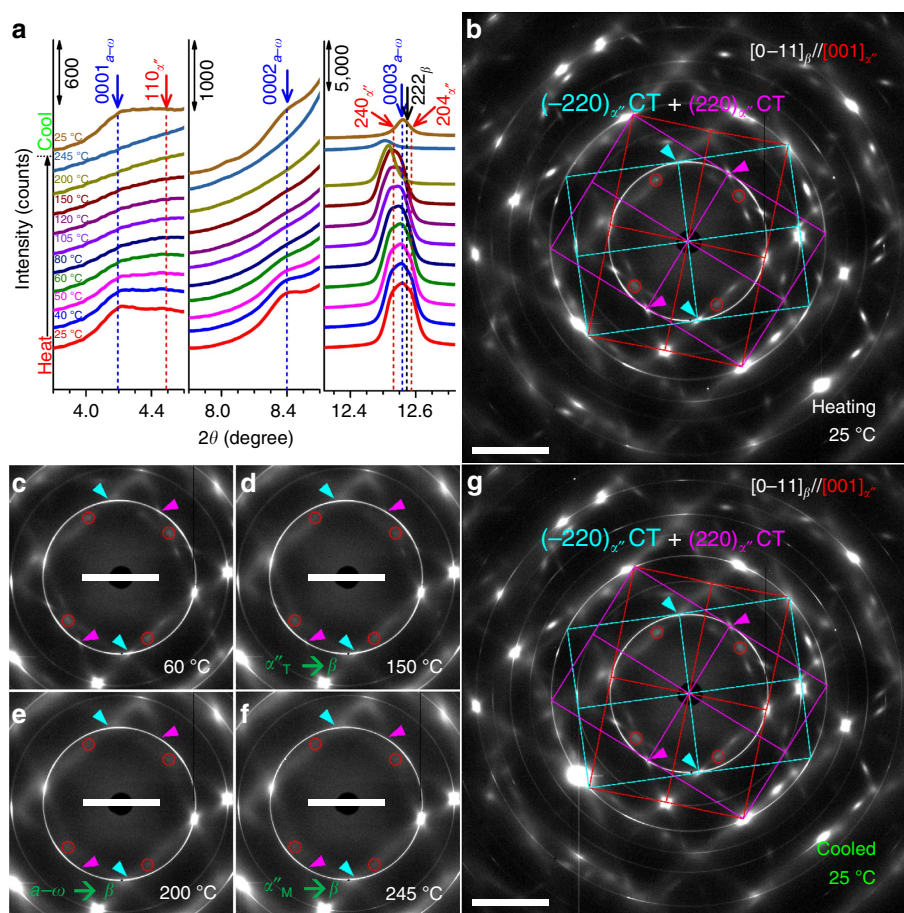 a
600
0001a–ω
110α″
1000
0002a–ω
5,000
240α″
0003a–ω
222β
204α″
Intensity (counts)
Cool
Heat
25 °C
245 °C
200 °C
150 °C
120 °C
105 °C
80 °C
60 °C
50 °C
40 °C
25 °C
4.0 4.4 8.0 8.4 12.4 12.6
2θ (degree)
b
[0–11]β//[001]α″
(–220)α″CT + (220)α″CT
Heating
25 °C
c
60 °C
d
α″T → β
150 °C
e
a–ω → β
200 °C
f
α″M → β
245 °C
g
[0–11]β//[001]α″
(–220)α″CT + (220)α″CT
Cooled
25 °C